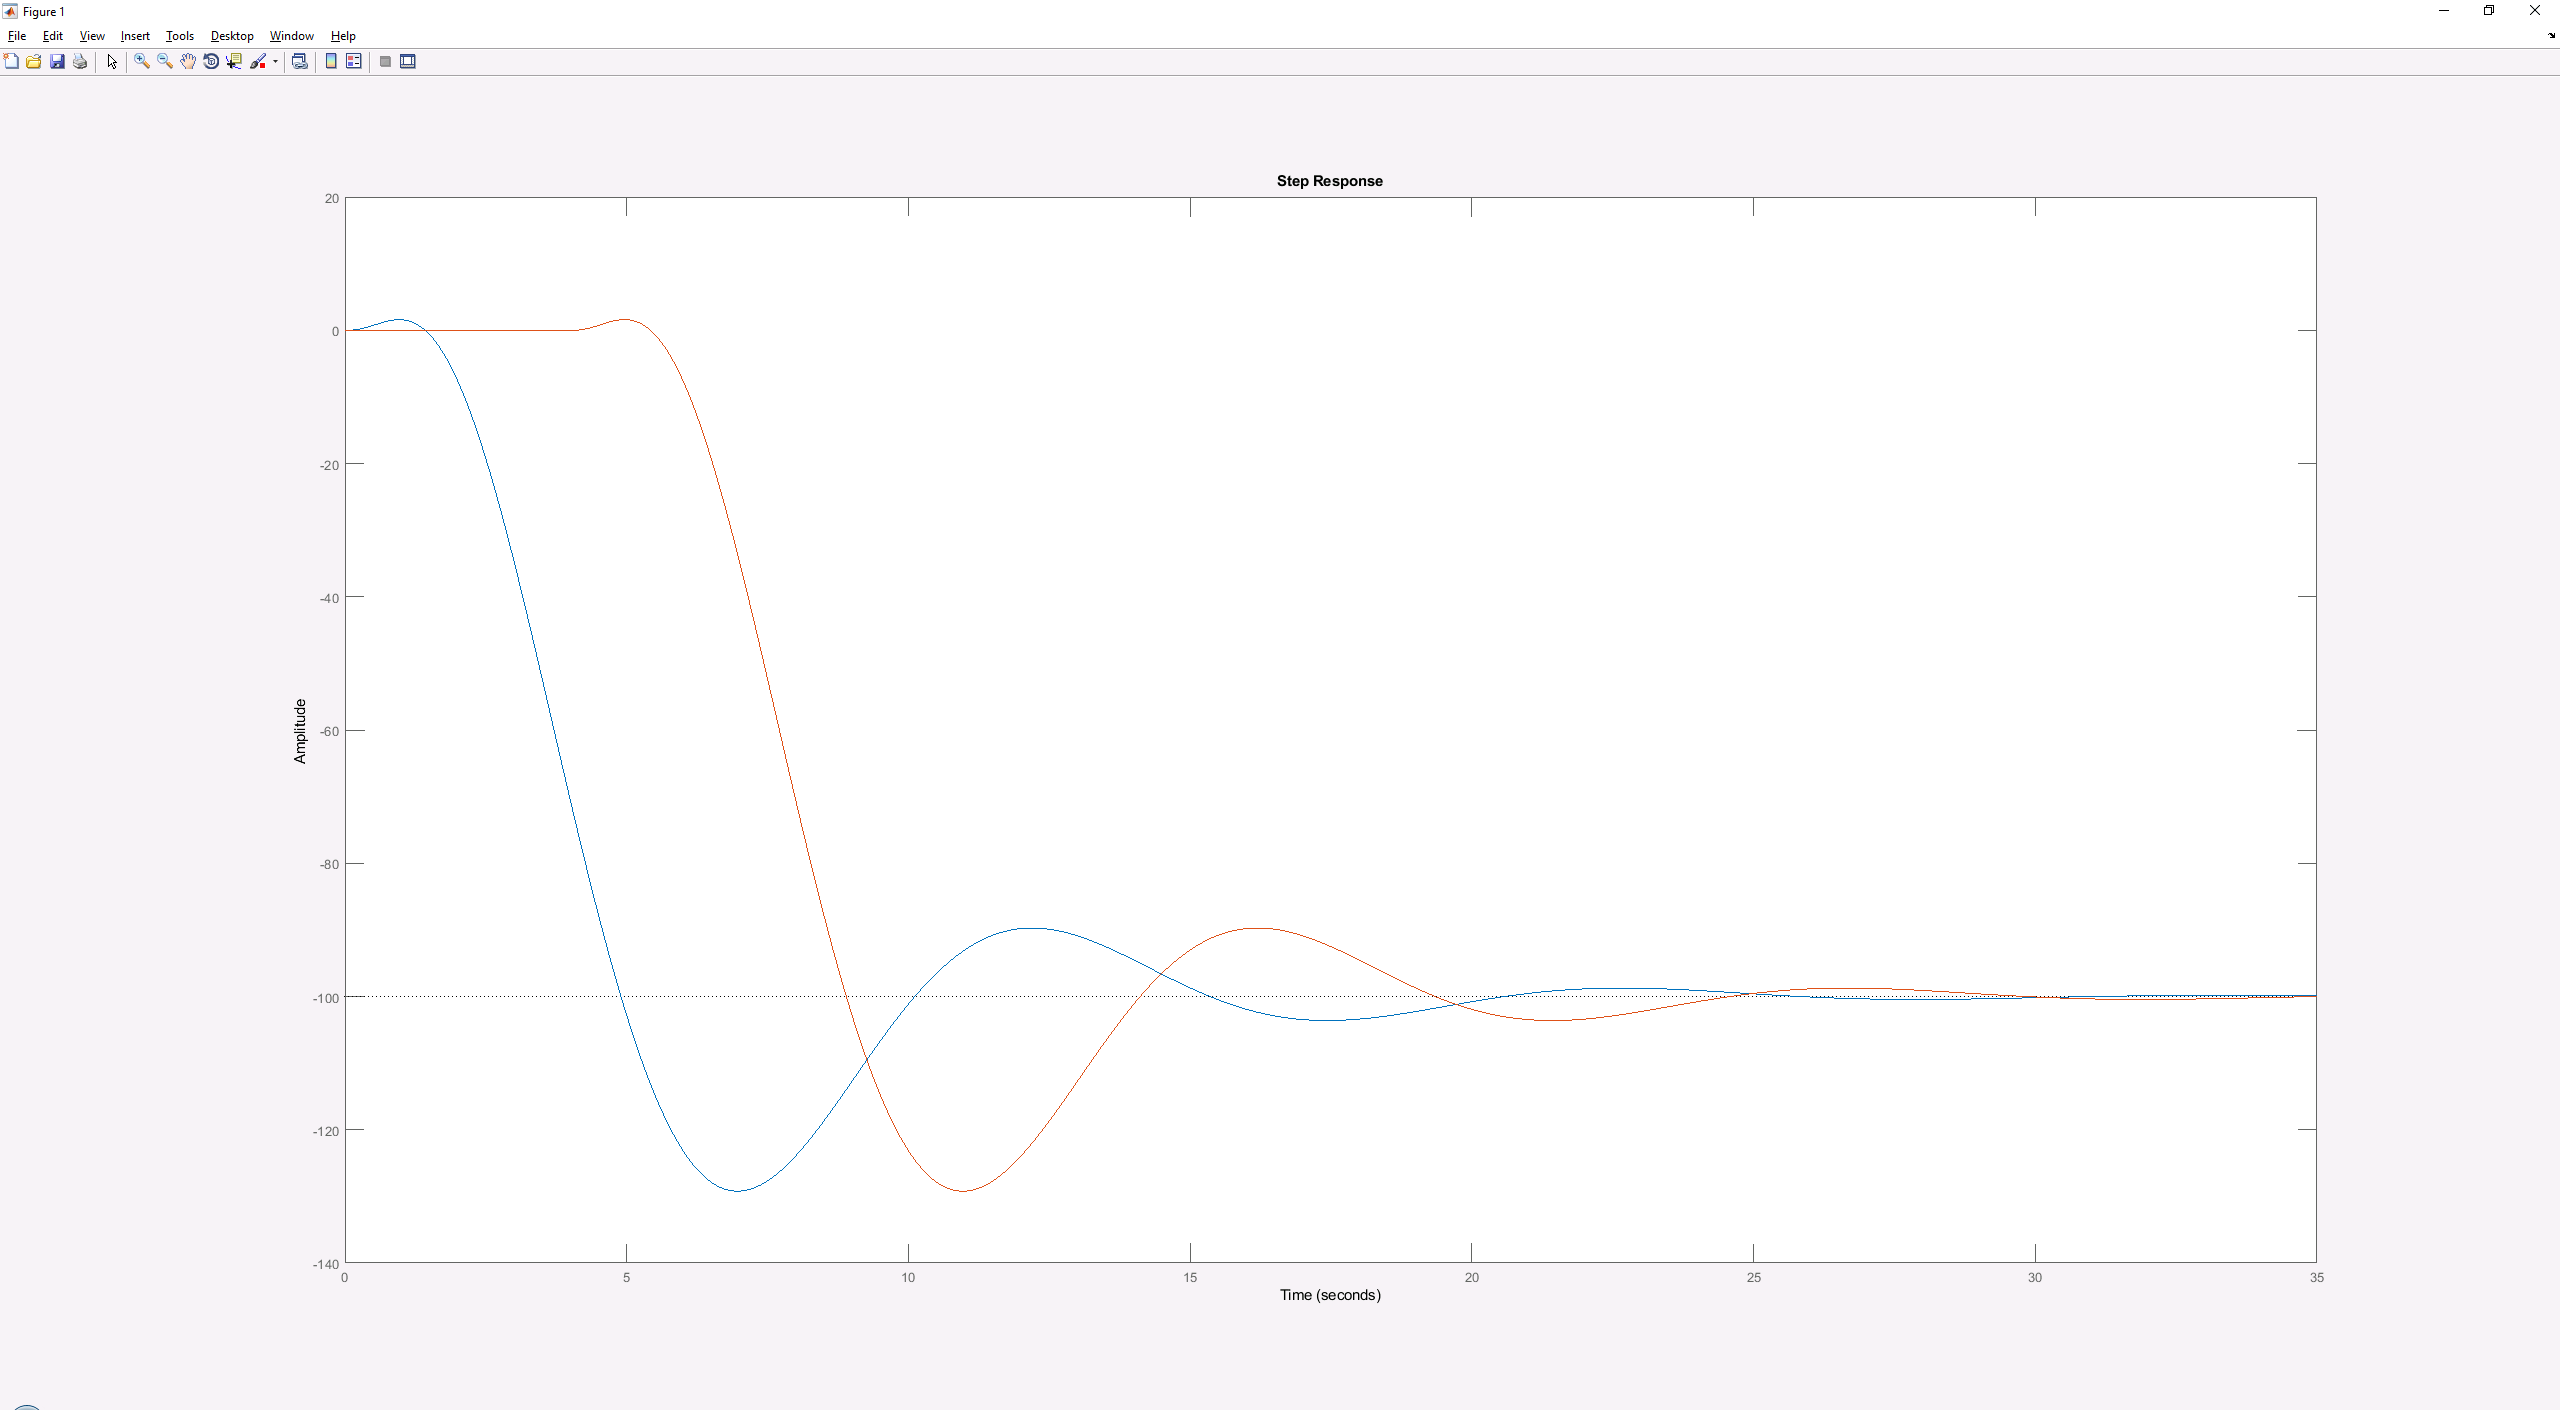 Figure 1
File Edit View Insert Tools Desktop Window Help
Step Response
20
0
-20
-40
-60
-80
-100
-120
-140
Amplitude
0 5 10 15 20 25 30 35
Time (seconds)